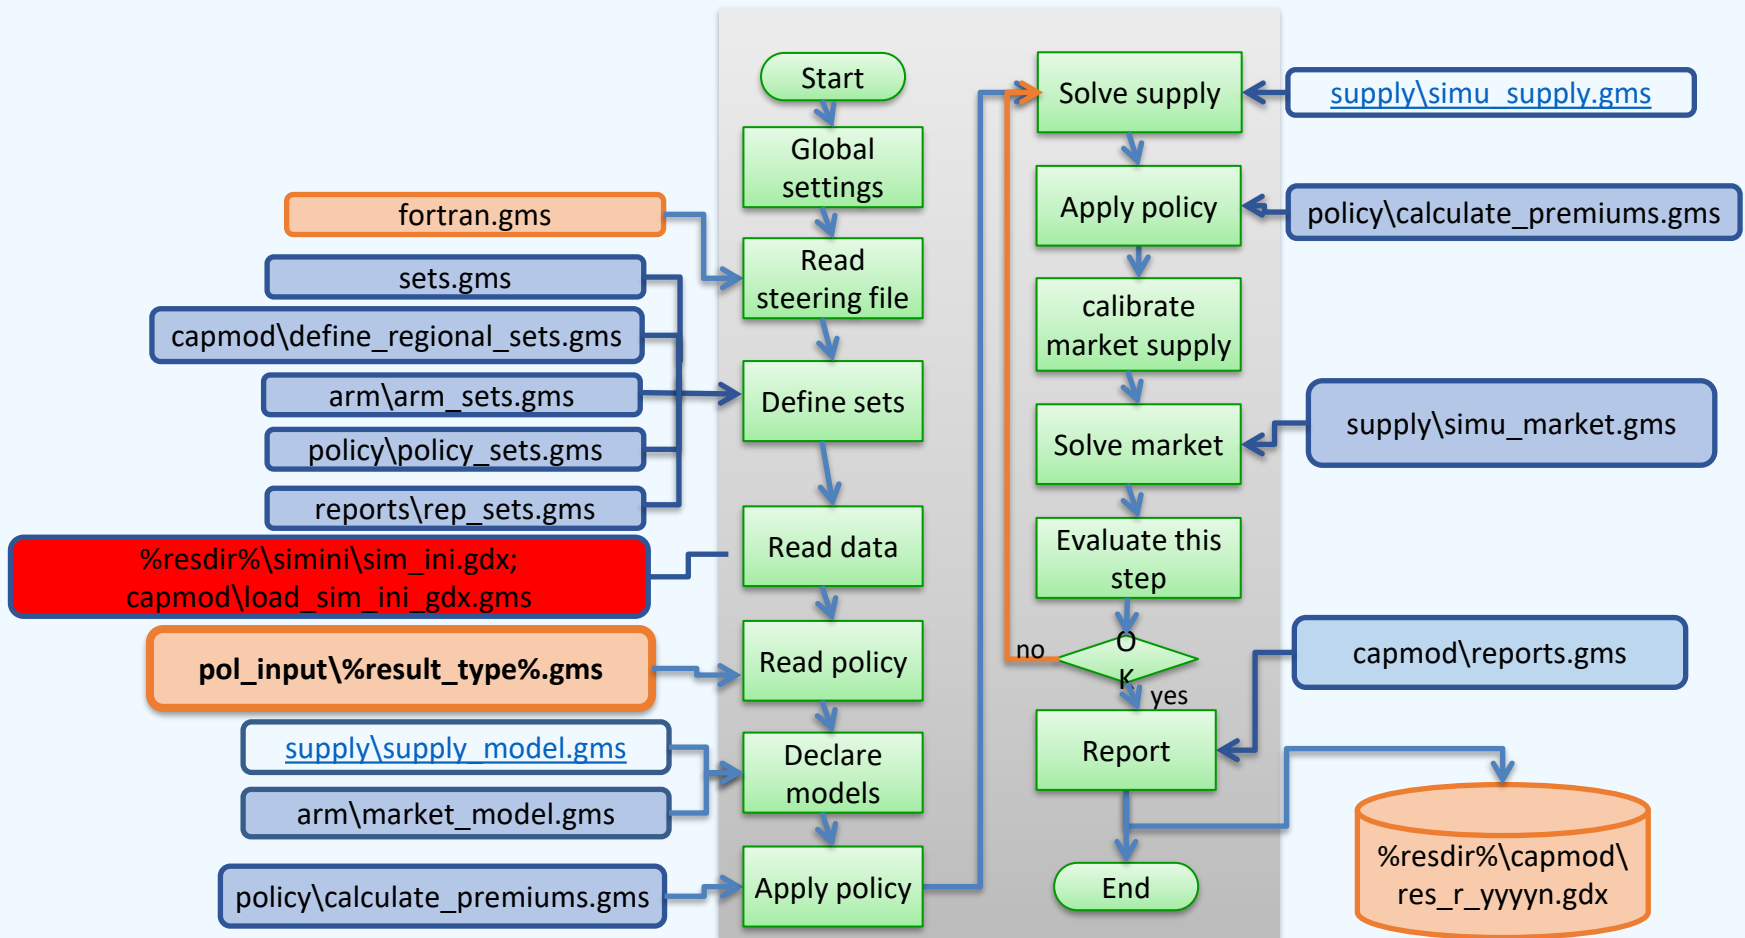 Start
Global
settings
fortran.gms
Read
steering file
sets.gms
capmod\define_regional_sets.gms
arm\arm_sets.gms
policy\policy_sets.gms
reports\rep_sets.gms
Define sets
%resdir%\simini\sim_ini.gdx;
capmod\load_sim_ini_gdx.gms
Read data
pol_input\%result_type%.gms
Read policy
supply\supply_model.gms
arm\market_model.gms
Declare
models
policy\calculate_premiums.gms
Apply policy
Solve supply
supply\simu_supply.gms
Apply policy
policy\calculate_premiums.gms
calibrate
market supply
Solve market
supply\simu_market.gms
Evaluate this
step
no
O
K
yes
capmod\reports.gms
Report
%resdir%\capmod\
res_r_yyyyn.gdx
End